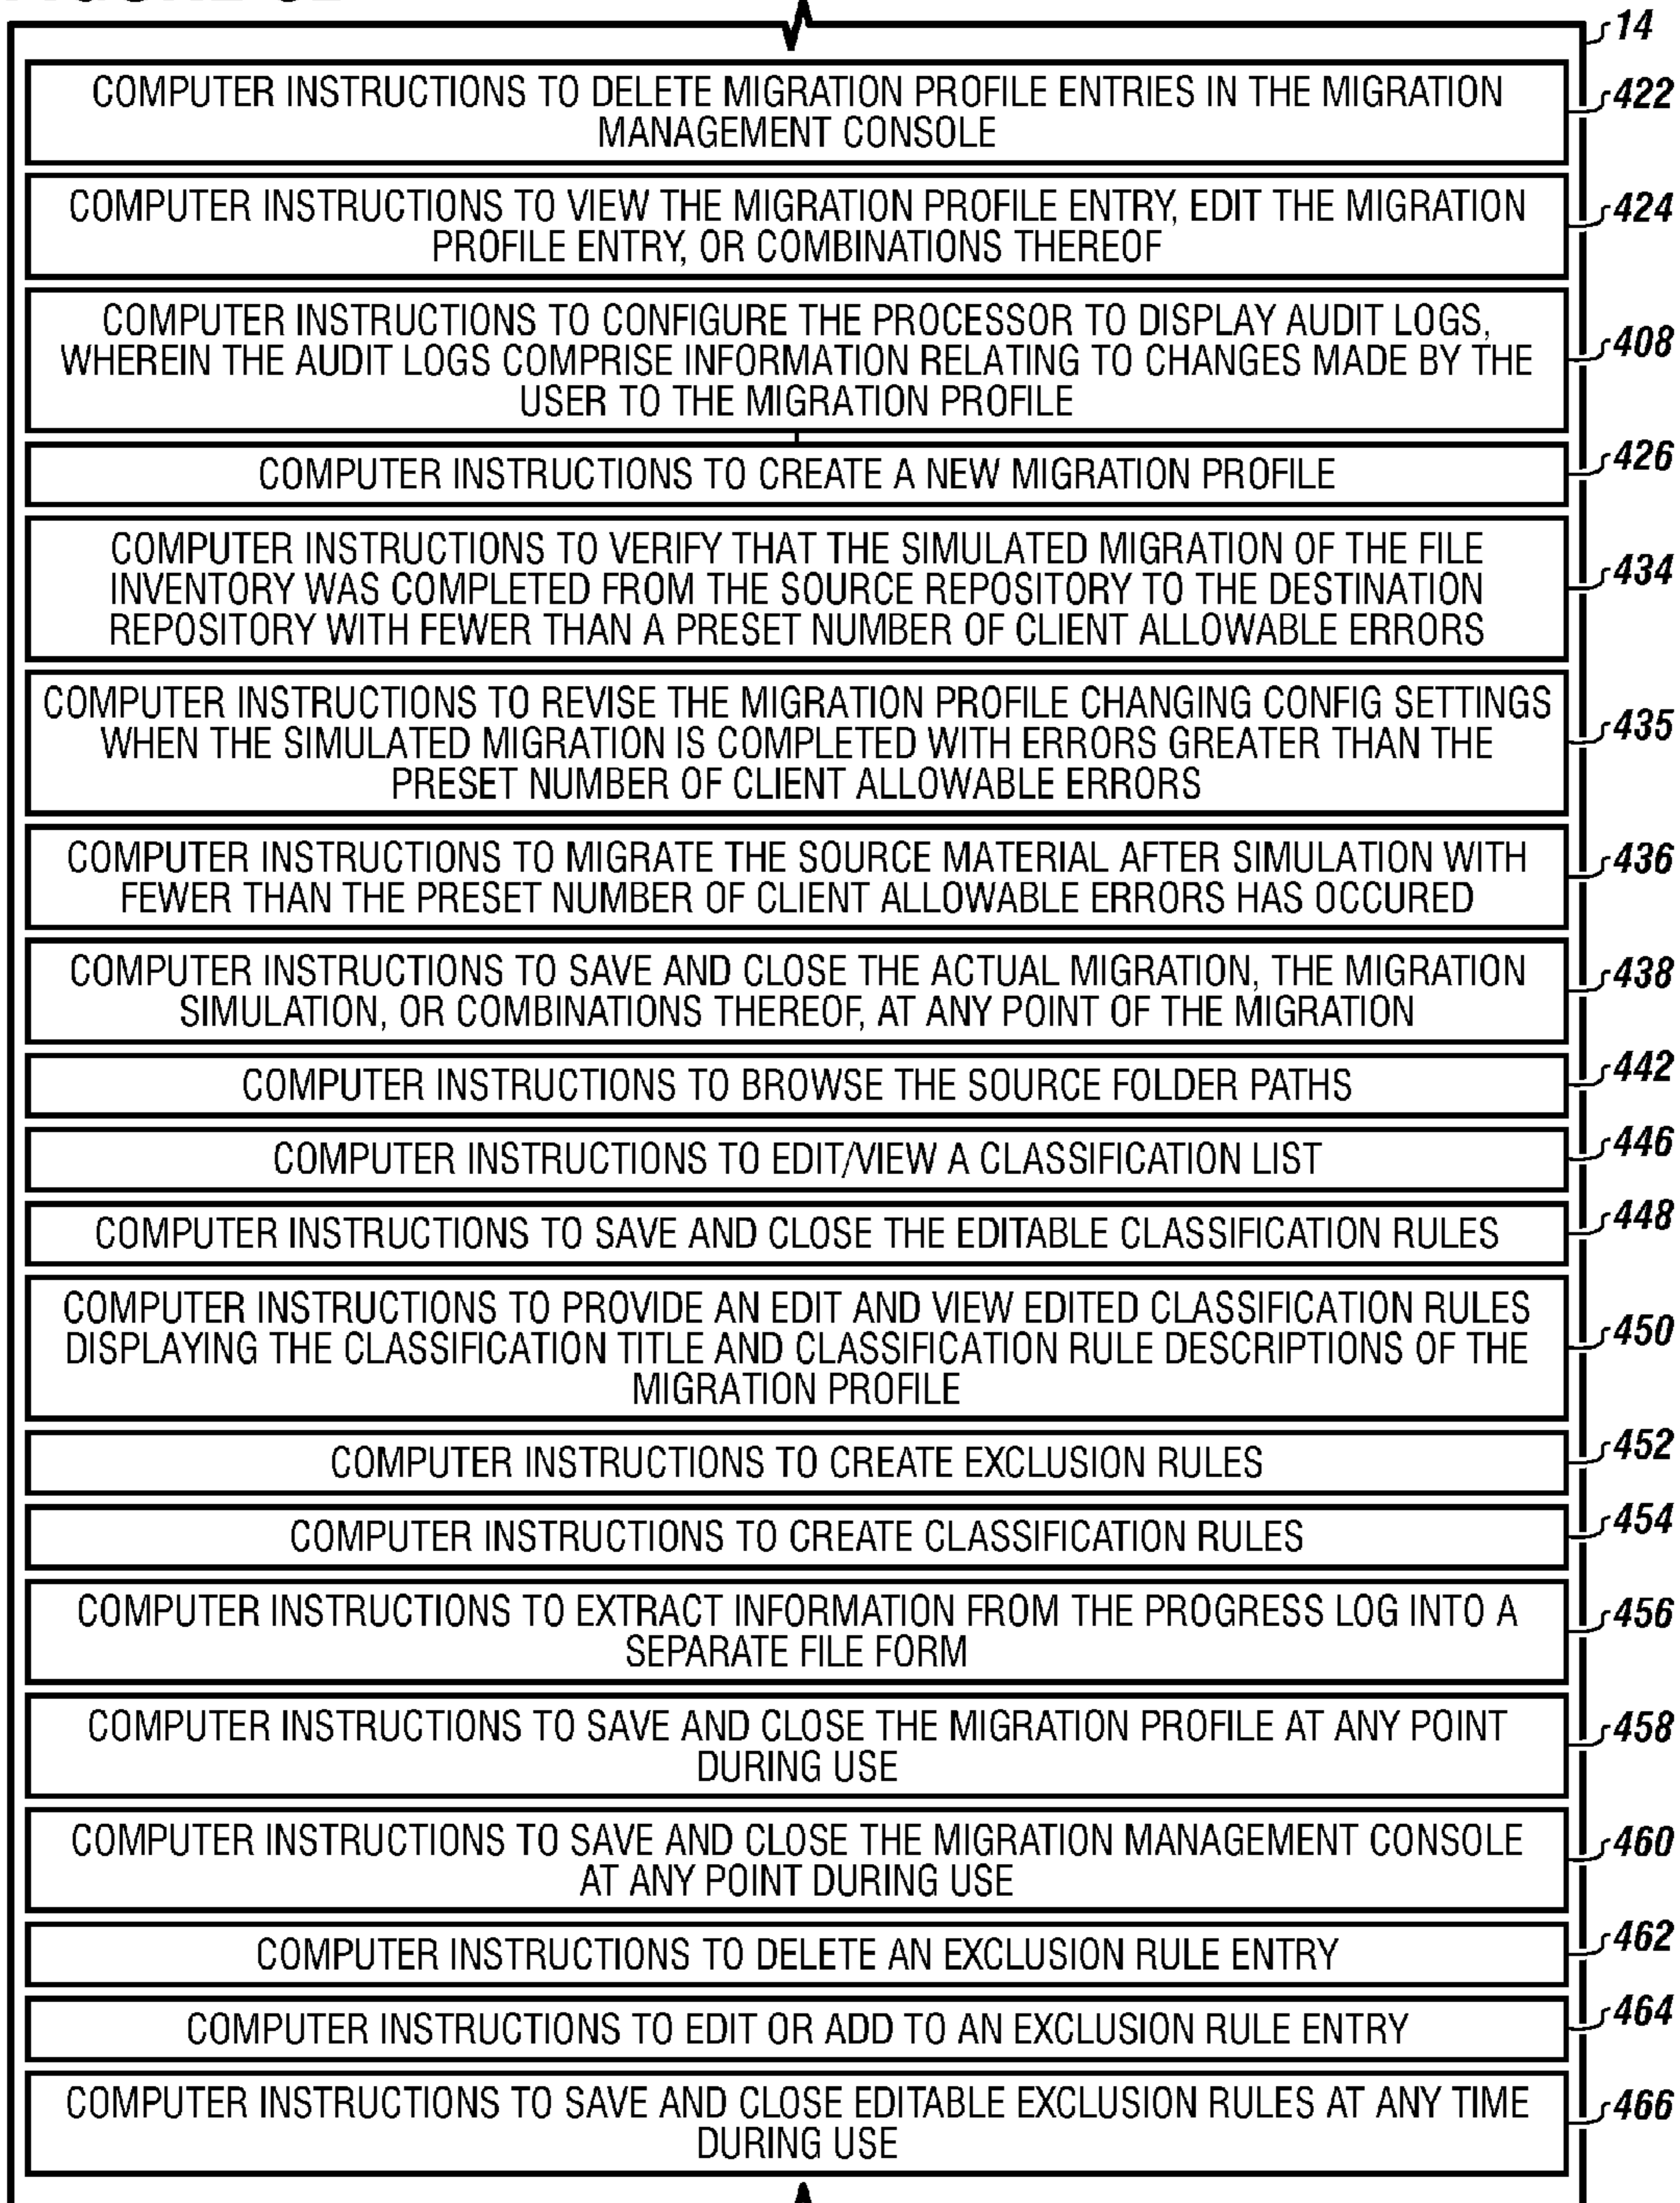 14
COMPUTER INSTRUCTIONS TO DELETE MIGRATION PROFILE ENTRIES IN THE MIGRATION
MANAGEMENT CONSOLE
422
COMPUTER INSTRUCTIONS TO VIEW THE MIGRATION PROFILE ENTRY, EDIT THE MIGRATION
PROFILE ENTRY, OR COMBINATIONS THEREOF
424
COMPUTER INSTRUCTIONS TO CONFIGURE THE PROCESSOR TO DISPLAY AUDIT LOGS,
WHEREIN THE AUDIT LOGS COMPRISE INFORMATION RELATING TO CHANGES MADE BY THE
USER TO THE MIGRATION PROFILE
408
COMPUTER INSTRUCTIONS TO CREATE A NEW MIGRATION PROFILE
426
COMPUTER INSTRUCTIONS TO VERIFY THAT THE SIMULATED MIGRATION OF THE FILE
INVENTORY WAS COMPLETED FROM THE SOURCE REPOSITORY TO THE DESTINATION
REPOSITORY WITH FEWER THAN A PRESET NUMBER OF CLIENT ALLOWABLE ERRORS
434
COMPUTER INSTRUCTIONS TO REVISE THE MIGRATION PROFILE CHANGING CONFIG SETTINGS
WHEN THE SIMULATED MIGRATION IS COMPLETED WITH ERRORS GREATER THAN THE
PRESET NUMBER OF CLIENT ALLOWABLE ERRORS
435
COMPUTER INSTRUCTIONS TO MIGRATE THE SOURCE MATERIAL AFTER SIMULATION WITH
FEWER THAN THE PRESET NUMBER OF CLIENT ALLOWABLE ERRORS HAS OCCURED
436
COMPUTER INSTRUCTIONS TO SAVE AND CLOSE THE ACTUAL MIGRATION, THE MIGRATION
SIMULATION, OR COMBINATIONS THEREOF, AT ANY POINT OF THE MIGRATION
438
COMPUTER INSTRUCTIONS TO BROWSE THE SOURCE FOLDER PATHS
442
COMPUTER INSTRUCTIONS TO EDIT/VIEW A CLASSIFICATION LIST
446
COMPUTER INSTRUCTIONS TO SAVE AND CLOSE THE EDITABLE CLASSIFICATION RULES
448
COMPUTER INSTRUCTIONS TO PROVIDE AN EDIT AND VIEW EDITED CLASSIFICATION RULES
DISPLAYING THE CLASSIFICATION TITLE AND CLASSIFICATION RULE DESCRIPTIONS OF THE
MIGRATION PROFILE
450
COMPUTER INSTRUCTIONS TO CREATE EXCLUSION RULES
452
COMPUTER INSTRUCTIONS TO CREATE CLASSIFICATION RULES
454
COMPUTER INSTRUCTIONS TO EXTRACT INFORMATION FROM THE PROGRESS LOG INTO A
SEPARATE FILE FORM
456
COMPUTER INSTRUCTIONS TO SAVE AND CLOSE THE MIGRATION PROFILE AT ANY POINT
DURING USE
458
COMPUTER INSTRUCTIONS TO SAVE AND CLOSE THE MIGRATION MANAGEMENT CONSOLE
AT ANY POINT DURING USE
460
COMPUTER INSTRUCTIONS TO DELETE AN EXCLUSION RULE ENTRY
462
COMPUTER INSTRUCTIONS TO EDIT OR ADD TO AN EXCLUSION RULE ENTRY
464
COMPUTER INSTRUCTIONS TO SAVE AND CLOSE EDITABLE EXCLUSION RULES AT ANY TIME
DURING USE
466